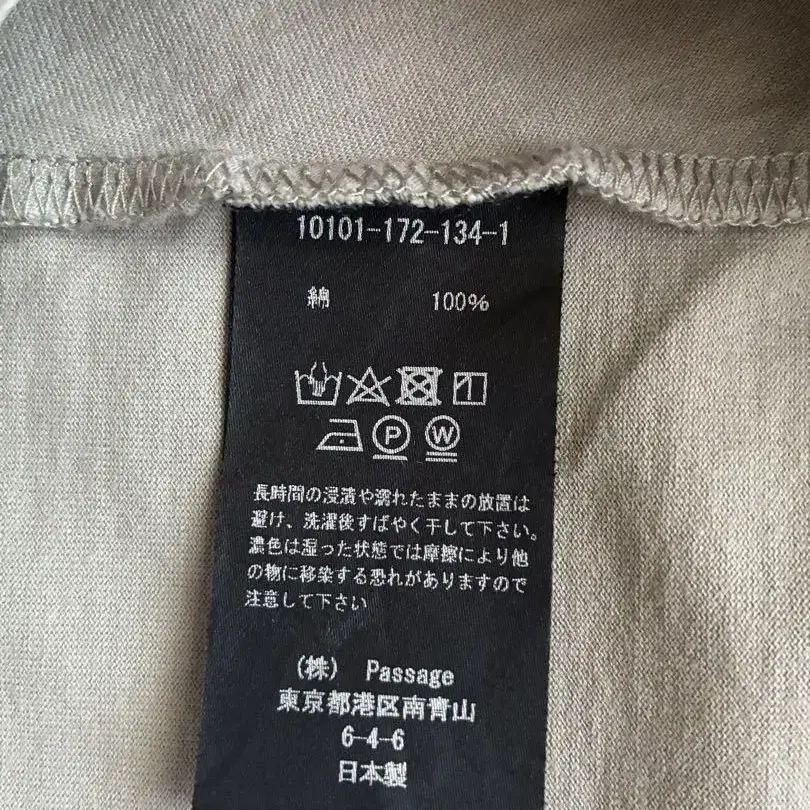 10101-172-134-1
綿 100%
P W
長時間の浸漬や濡れたままの放置は
避け、洗濯後すばやく干して下さい。
濃色は湿った状態では摩擦により他
の物に移染する恐れがありますので
注意して下さい
(株) Passage
東京都港区南青山
6-4-6
日本製